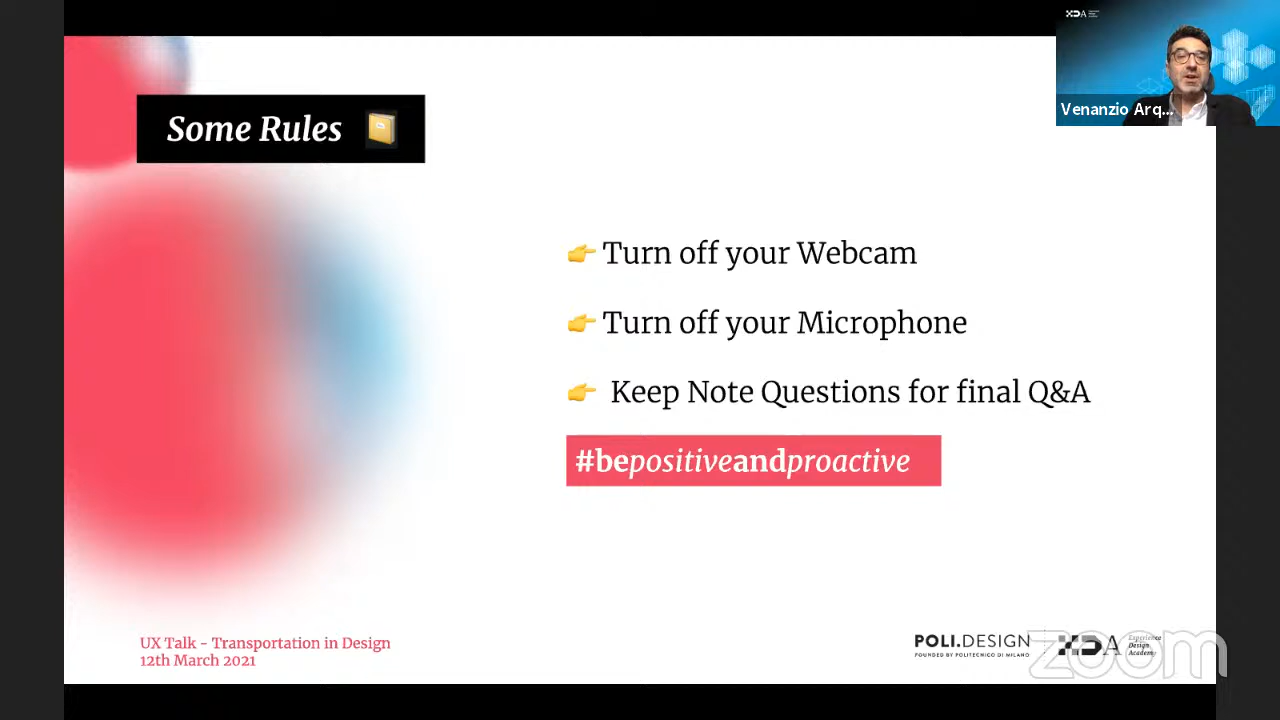 Some Rules
Venanzio Arq...
Turn off your Webcam
Turn off your Microphone
Keep Note Questions for final Q&A
#bepositiveandproactive
UX Talk - Transportation in Design
12th March 2021
POLI.DESIGN
FOUNDED BY POLITECNICO DI MILANO
XDA
Experience
Design
Academy
zoom